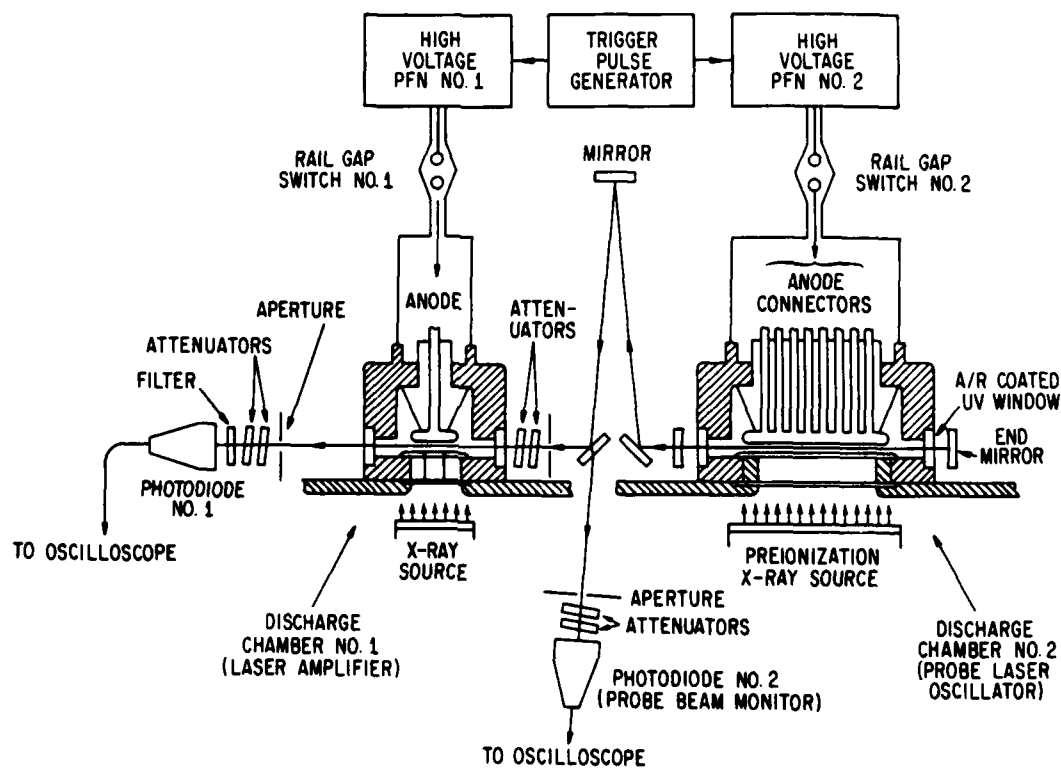 HIGH
VOLTAGE
PFN NO. 1
TRIGGER
PULSE
GENERATOR
HIGH
VOLTAGE
PFN NO. 2
RAIL GAP
SWITCH NO. 1
MIRROR
RAIL GAP
SWITCH NO. 2
ANODE
ANODE
CONNECTORS
APERTURE
ATTEN-
UATORS
ATTENUATORS
FILTER
A/R COATED
UV WINDOW
END
MIRROR
PHOTODIODE
NO. 1
TO OSCILLOSCOPE
X-RAY
SOURCE
PREIONIZATION
X-RAY SOURCE
APERTURE
ATTENUATORS
DISCHARGE
CHAMBER NO. 1
(LASER AMPLIFIER)
DISCHARGE
CHAMBER NO. 2
(PROBE LASER
OSCILLATOR)
PHOTODIODE NO. 2
(PROBE BEAM MONITOR)
TO OSCILLOSCOPE